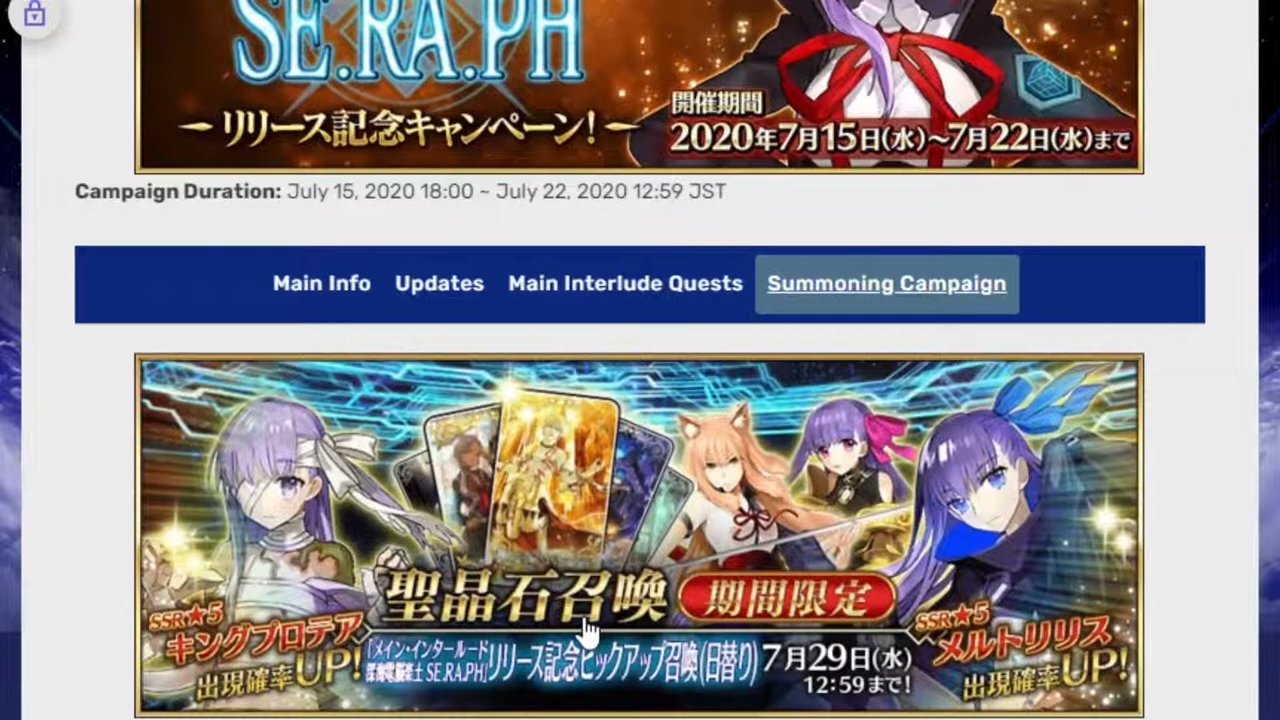 SE.RA.PH
リリース記念キャンペーン!
開催期間
2020年7月15日(水)~7月22日(水)まで
Campaign Duration: July 15, 2020 18:00 ~ July 22, 2020 12:59 JST
Main Info Updates Main Interlude Quests Summoning Campaign
聖晶石召喚 期間限定
SSR★5
キングプロテア
出現確率UP!
「メイン・インタールード
深海電脳楽土 SE.RA.PH」リリース記念ピックアップ召喚(日替り)
7月29日(水)
12:59まで!
SSR★5
メルトリリス
出現確率UP!